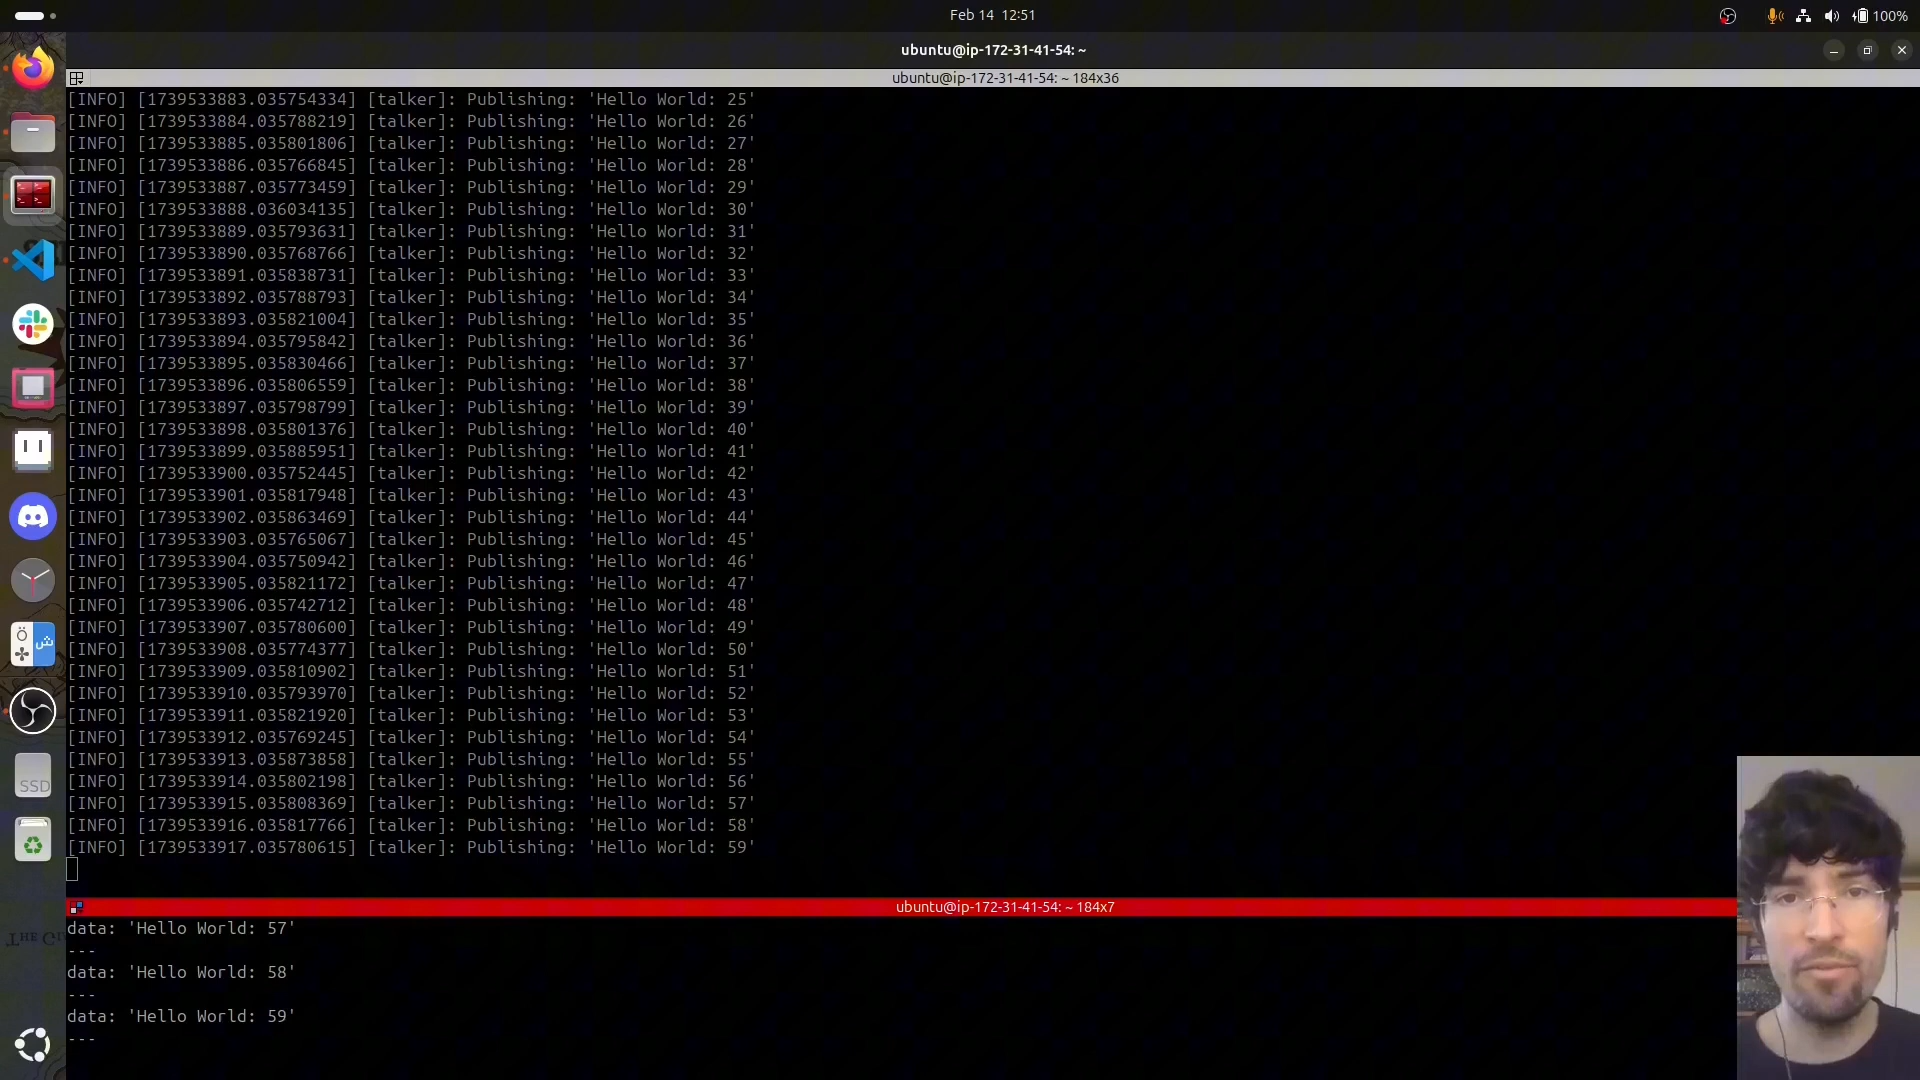 Feb 14 12:51
100%
ubuntu@ip-172-31-41-54: ~
ubuntu@ip-172-31-41-54: ~ 184x36
[INFO] [1739533883.035754334] [talker]: Publishing: 'Hello World: 25'
[INFO] [1739533884.035788219] [talker]: Publishing: 'Hello World: 26'
[INFO] [1739533885.035801806] [talker]: Publishing: 'Hello World: 27'
[INFO] [1739533886.035766845] [talker]: Publishing: 'Hello World: 28'
[INFO] [1739533887.035773459] [talker]: Publishing: 'Hello World: 29'
[INFO] [1739533888.036034135] [talker]: Publishing: 'Hello World: 30'
[INFO] [1739533889.035793631] [talker]: Publishing: 'Hello World: 31'
[INFO] [1739533890.035768766] [talker]: Publishing: 'Hello World: 32'
[INFO] [1739533891.035838731] [talker]: Publishing: 'Hello World: 33'
[INFO] [1739533892.035788793] [talker]: Publishing: 'Hello World: 34'
[INFO] [1739533893.035821004] [talker]: Publishing: 'Hello World: 35'
[INFO] [1739533894.035795842] [talker]: Publishing: 'Hello World: 36'
[INFO] [1739533895.035830466] [talker]: Publishing: 'Hello World: 37'
[INFO] [1739533896.035806559] [talker]: Publishing: 'Hello World: 38'
[INFO] [1739533897.035798799] [talker]: Publishing: 'Hello World: 39'
[INFO] [1739533898.035801376] [talker]: Publishing: 'Hello World: 40'
[INFO] [1739533899.035885951] [talker]: Publishing: 'Hello World: 41'
[INFO] [1739533900.035752445] [talker]: Publishing: 'Hello World: 42'
[INFO] [1739533901.035817948] [talker]: Publishing: 'Hello World: 43'
[INFO] [1739533902.035863469] [talker]: Publishing: 'Hello World: 44'
[INFO] [1739533903.035765067] [talker]: Publishing: 'Hello World: 45'
[INFO] [1739533904.035750942] [talker]: Publishing: 'Hello World: 46'
[INFO] [1739533905.035821172] [talker]: Publishing: 'Hello World: 47'
[INFO] [1739533906.035742712] [talker]: Publishing: 'Hello World: 48'
[INFO] [1739533907.035780600] [talker]: Publishing: 'Hello World: 49'
[INFO] [1739533908.035774377] [talker]: Publishing: 'Hello World: 50'
[INFO] [1739533909.035810902] [talker]: Publishing: 'Hello World: 51'
[INFO] [1739533910.035793970] [talker]: Publishing: 'Hello World: 52'
[INFO] [1739533911.035821920] [talker]: Publishing: 'Hello World: 53'
[INFO] [1739533912.035769245] [talker]: Publishing: 'Hello World: 54'
[INFO] [1739533913.035873858] [talker]: Publishing: 'Hello World: 55'
[INFO] [1739533914.035802198] [talker]: Publishing: 'Hello World: 56'
[INFO] [1739533915.035808369] [talker]: Publishing: 'Hello World: 57'
[INFO] [1739533916.035817766] [talker]: Publishing: 'Hello World: 58'
[INFO] [1739533917.035780615] [talker]: Publishing: 'Hello World: 59'
SSD
ubuntu@ip-172-31-41-54: ~ 184x7
data: 'Hello World: 57'
---
data: 'Hello World: 58'
---
data: 'Hello World: 59'
---